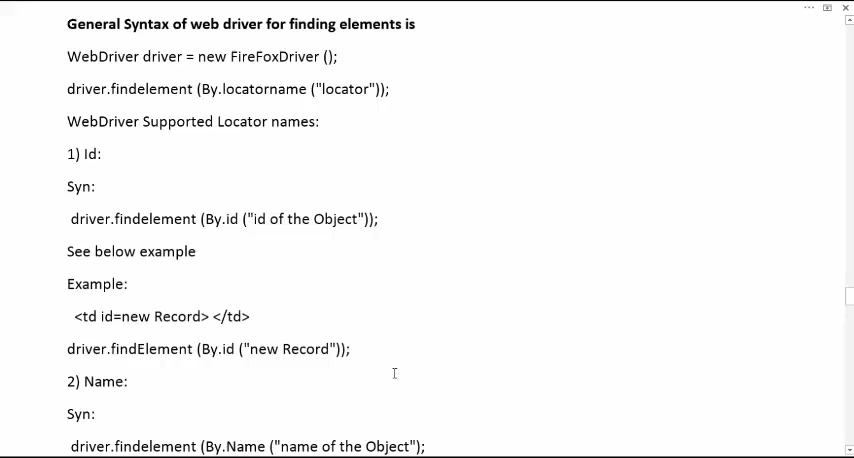 General Syntax of web driver for finding elements is
WebDriver driver = new FireFoxDriver ();
driver.findelement (By.locatorname ("locator"));
WebDriver Supported Locator names:
1) Id:
Syn:
driver.findelement (By.id ("id of the Object"));
See below example
Example:
<td id=new Record> </td>
driver.findElement (By.id ("new Record"));
2) Name:
Syn:
driver.findelement (By.Name ("name of the Object");